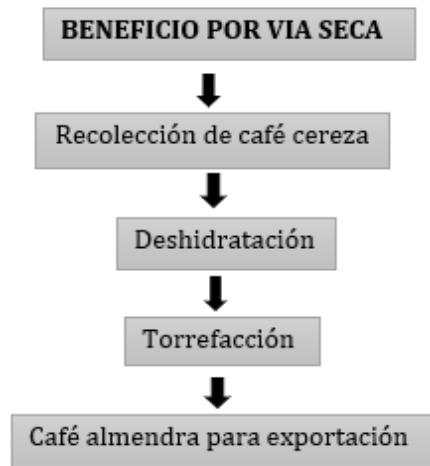 BENEFICIO POR VIA SECA
Recolección de café cereza
Deshidratación
Torrefacción
Café almendra para exportación